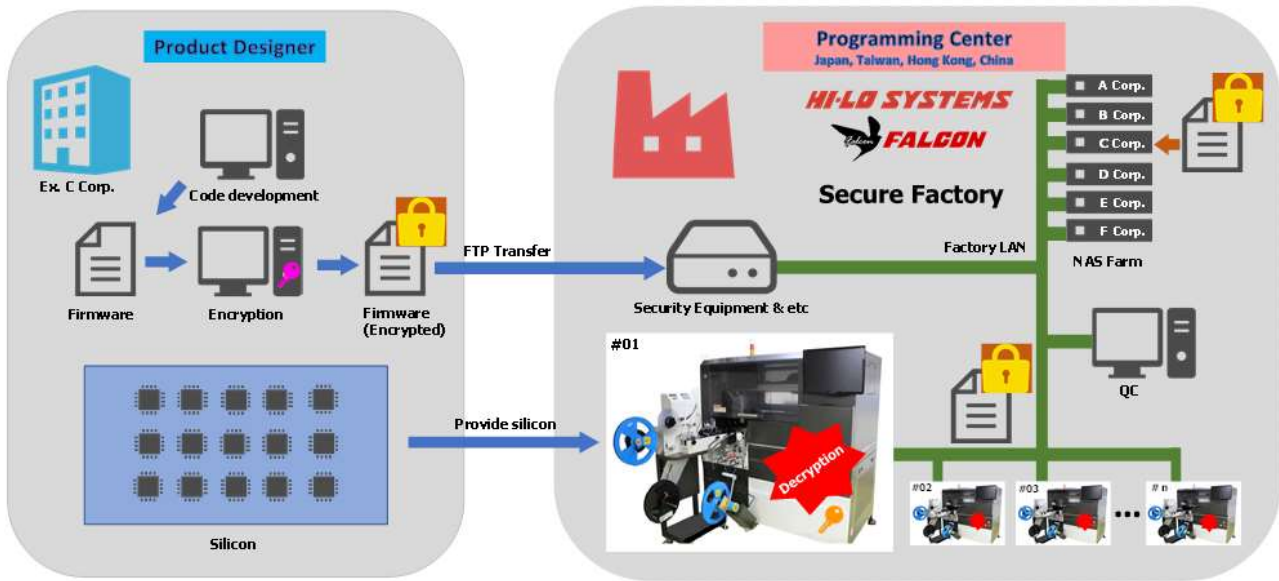 Product Designer
Ex. C Corp.
Code development
Firmware
Encryption
Firmware
(Encrypted)
Silicon
FTP Transfer
Provide silicon
Programming Center
Japan, Taiwan, Hong Kong, China
HI-LO SYSTEMS
Falcon FALCON
Secure Factory
A Corp.
B Corp.
C Corp.
D Corp.
E Corp.
F Corp.
NAS Farm
Factory LAN
Security Equipment & etc
#01
Decryption
QC
#02
#03
...
# n